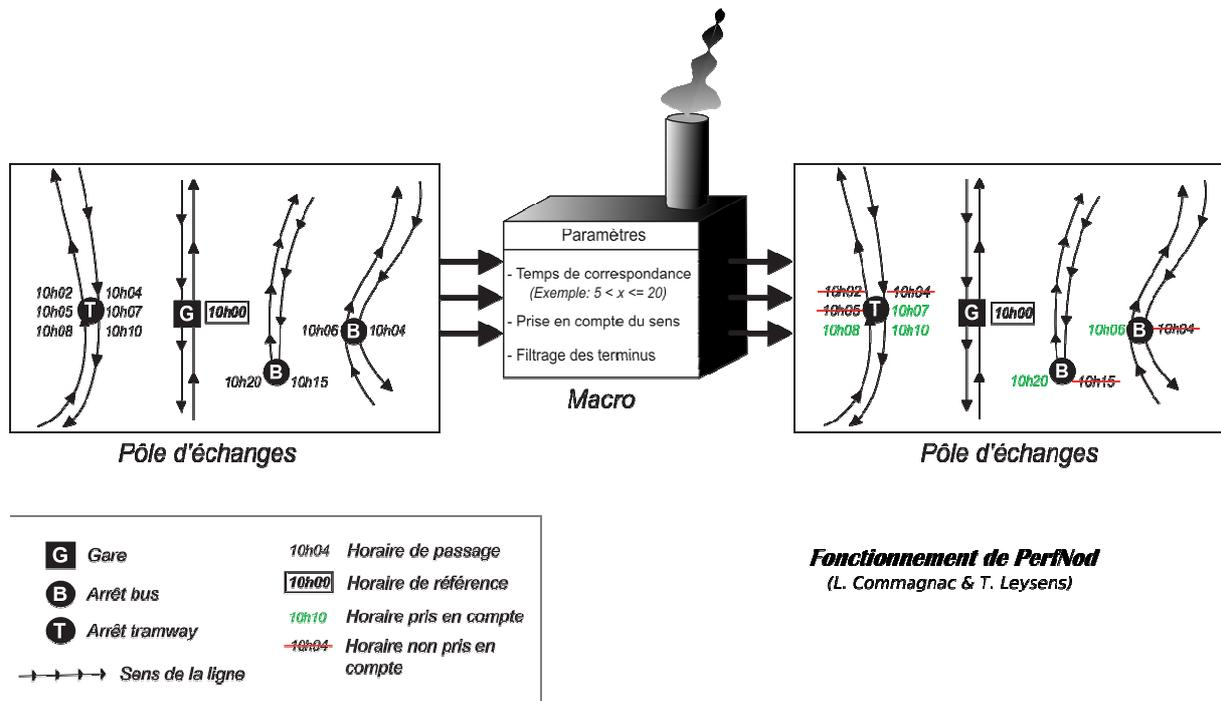 Paramètres
- Temps de correspondance
(Exemple: 5 < x <= 20)
- Prise en compte du sens
- Filtrage des terminus
Macro
10h02 10h04
10h05 T 10h07
10h08 10h10
G 10h00
10h06 B 10h04
10h20 B 10h15
Pôle d'échanges
10h02 10h04
10h05 T 10h07
10h08 10h10
G 10h00
10h06 B 10h04
10h20 B 10h15
Pôle d'échanges
G Gare
B Arrêt bus
T Arrêt tramway
Sens de la ligne
10h04 Horaire de passage
10h00 Horaire de référence
10h10 Horaire pris en compte
10h04 Horaire non pris en
compte
Fonctionnement de PerfNod
(L. Commagnac & T. Leysens)